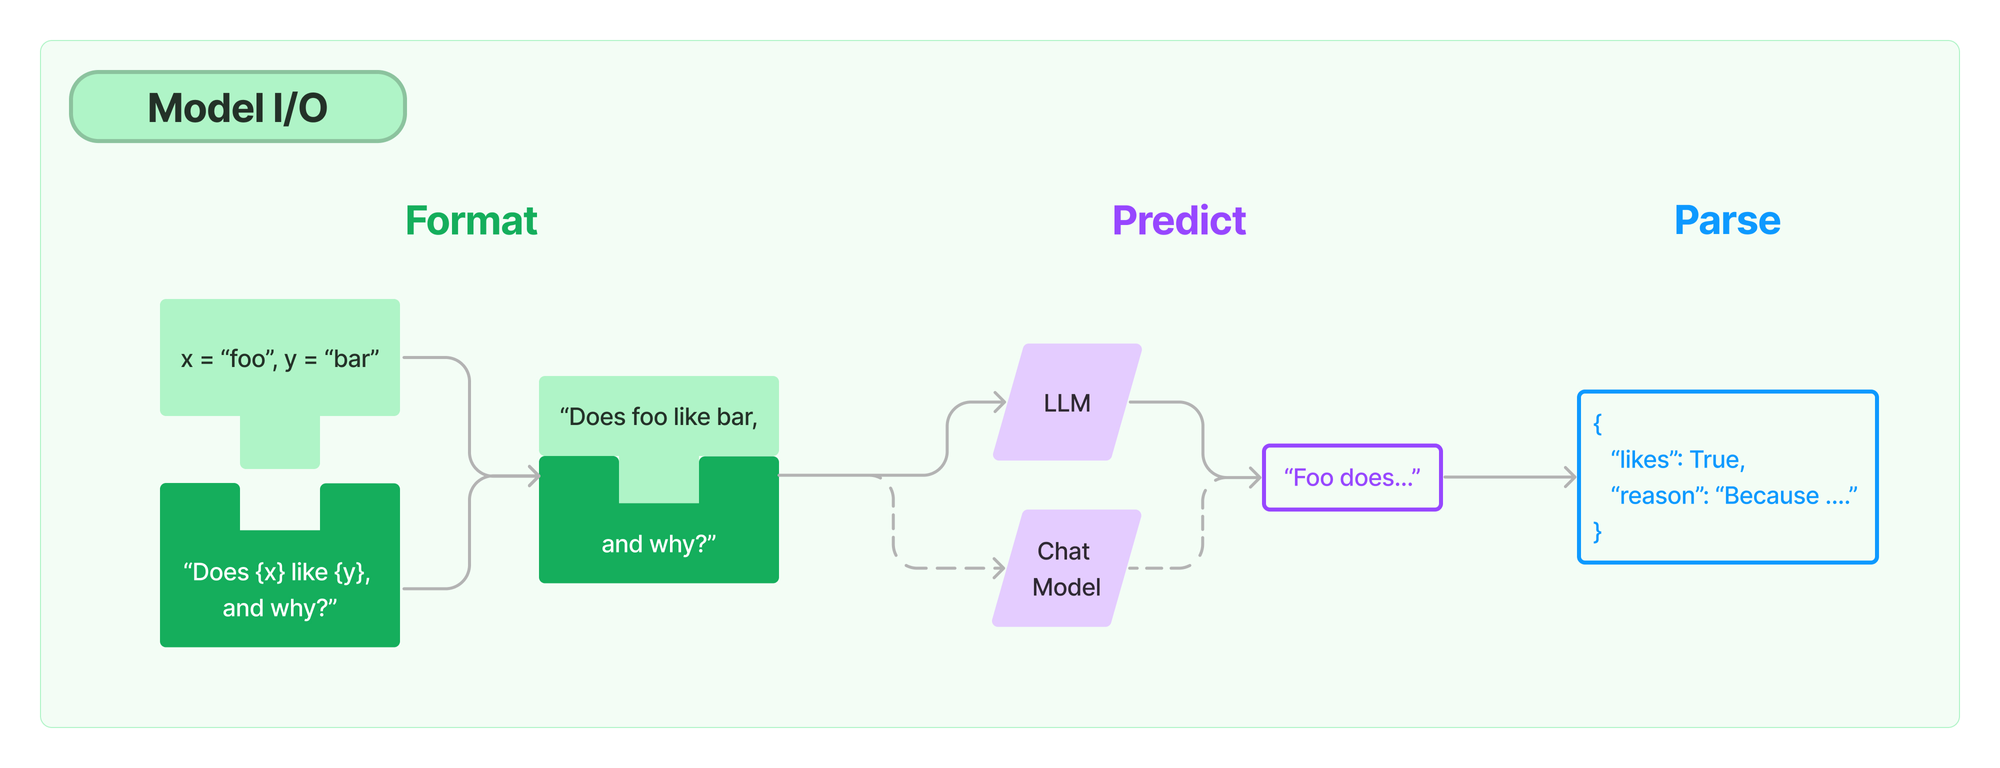 Model I/O
Format
Predict
Parse
x = “foo”, y = “bar”
“Does {x} like {y},
and why?”
“Does foo like bar,
and why?”
LLM
Chat
Model
“Foo does...”
{
“likes”: True,
“reason”: “Because ....”
}